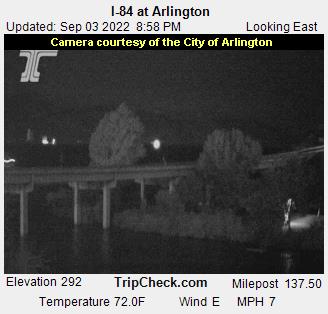 I-84 at Arlington
Updated: Sep 03 2022 8:58 PM Looking East
Camera courtesy of the City of Arlington
Elevation 292 TripCheck.com Milepost 137.50
Temperature 72.0F Wind E MPH 7